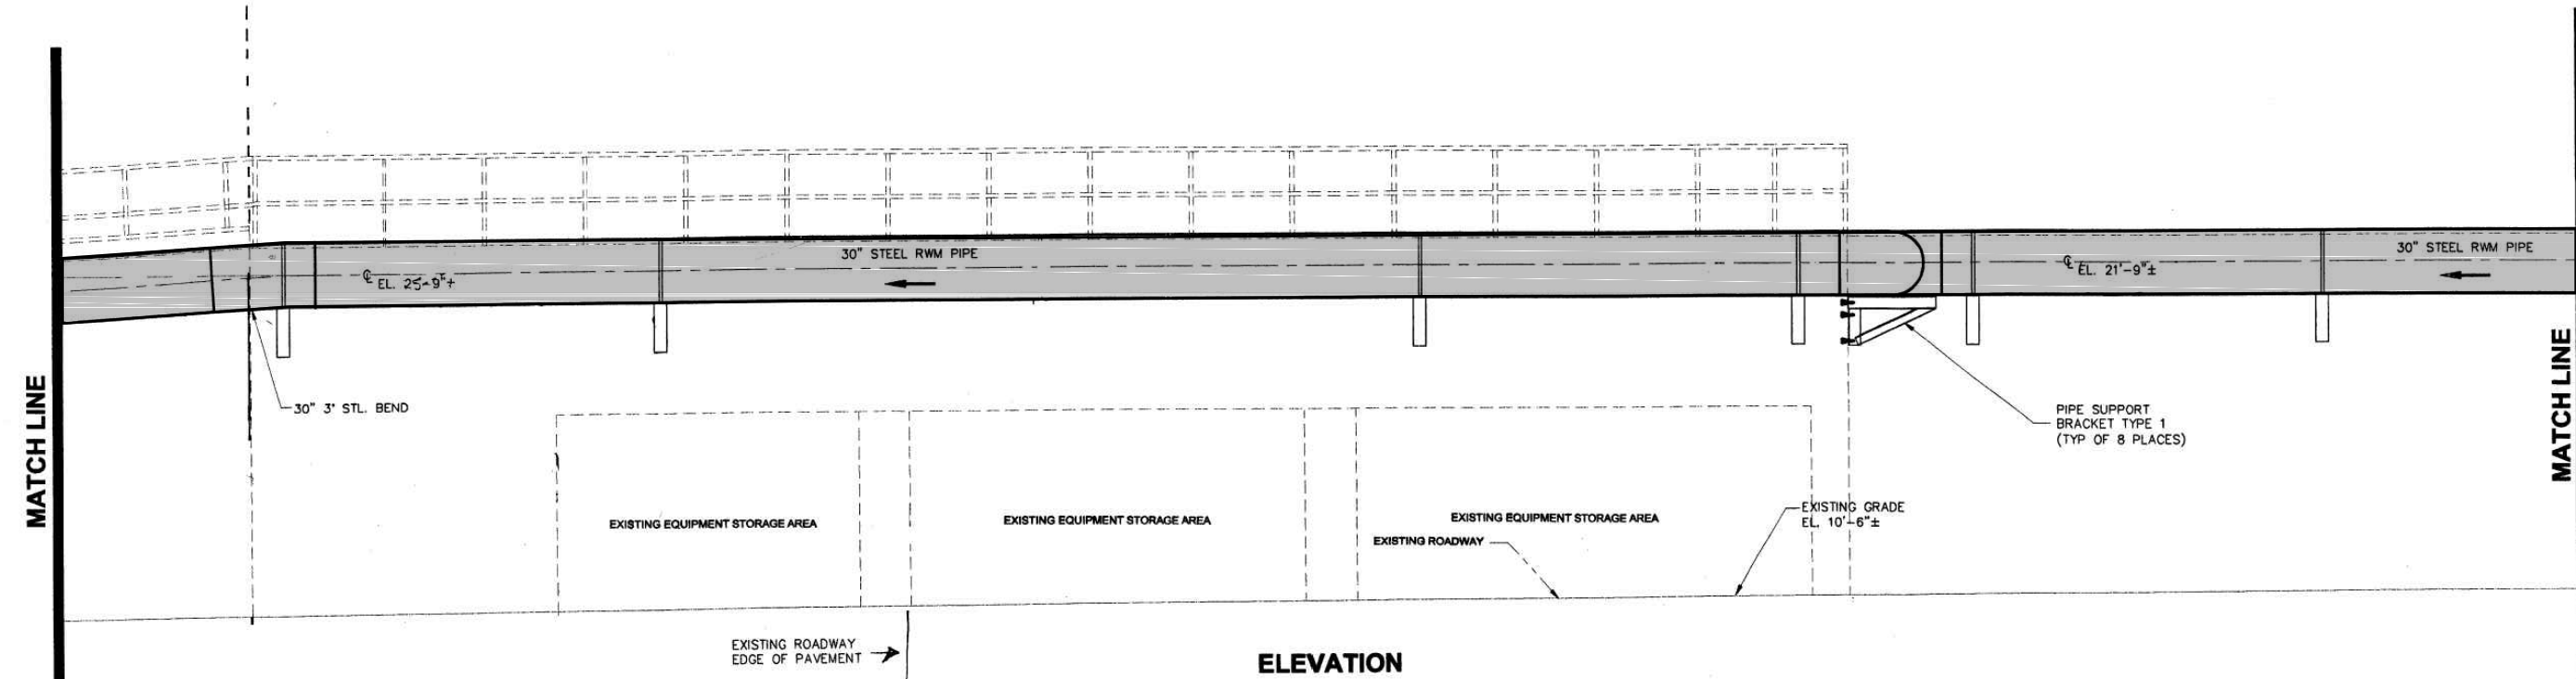 30" STEEL RWM PIPE
30" STEEL RWM PIPE
℄ EL. 25-9"±
℄ EL. 21'-9"±
MATCH LINE
MATCH LINE
30" 3° STL. BEND
PIPE SUPPORT
BRACKET TYPE 1
(TYP OF 8 PLACES)
EXISTING EQUIPMENT STORAGE AREA
EXISTING EQUIPMENT STORAGE AREA
EXISTING EQUIPMENT STORAGE AREA
EXISTING GRADE
EL. 10'-6"±
EXISTING ROADWAY
EXISTING ROADWAY
EDGE OF PAVEMENT
ELEVATION